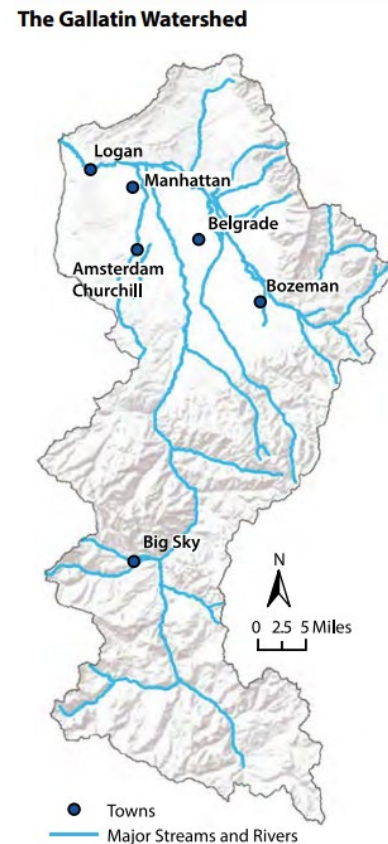 The Gallatin Watershed
Logan
Manhattan
Belgrade
Amsterdam
Churchill
Bozeman
Big Sky
N
0 2.5 5 Miles
Towns
Major Streams and Rivers